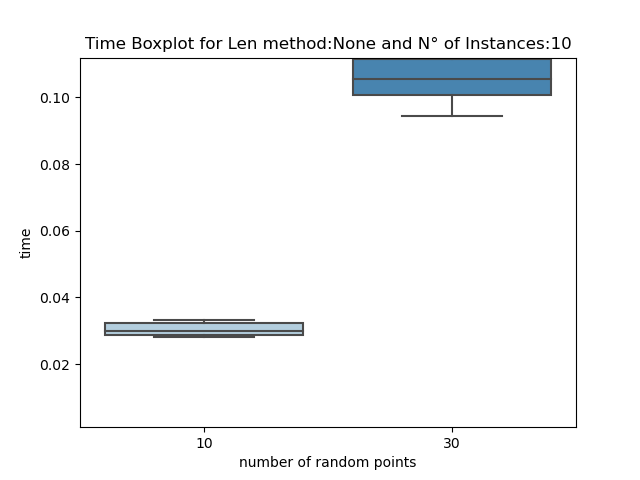 Time Boxplot for Len method:None and N° of Instances:10
0.10
0.08
0.06
0.04
0.02
time
10 30
number of random points